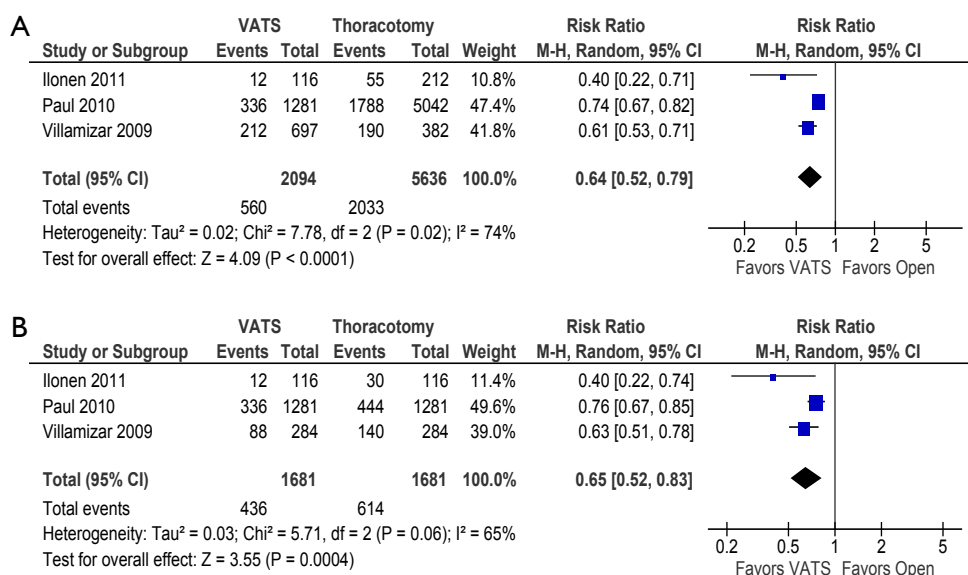 A
VATS Thoracotomy Risk Ratio Risk Ratio
Study or Subgroup Events Total Events Total Weight M-H, Random, 95% CI M-H, Random, 95% CI
Ilonen 2011 12 116 55 212 10.8% 0.40 [0.22, 0.71]
Paul 2010 336 1281 1788 5042 47.4% 0.74 [0.67, 0.82]
Villamizar 2009 212 697 190 382 41.8% 0.61 [0.53, 0.71]
Total (95% CI) 2094 5636 100.0% 0.64 [0.52, 0.79]
Total events 560 2033
Heterogeneity: Tau² = 0.02; Chi² = 7.78, df = 2 (P = 0.02); I² = 74%
Test for overall effect: Z = 4.09 (P < 0.0001)
0.2 0.5 1 2 5
Favors VATS Favors Open
B
VATS Thoracotomy Risk Ratio Risk Ratio
Study or Subgroup Events Total Events Total Weight M-H, Random, 95% CI M-H, Random, 95% CI
Ilonen 2011 12 116 30 116 11.4% 0.40 [0.22, 0.74]
Paul 2010 336 1281 444 1281 49.6% 0.76 [0.67, 0.85]
Villamizar 2009 88 284 140 284 39.0% 0.63 [0.51, 0.78]
Total (95% CI) 1681 1681 100.0% 0.65 [0.52, 0.83]
Total events 436 614
Heterogeneity: Tau² = 0.03; Chi² = 5.71, df = 2 (P = 0.06); I² = 65%
Test for overall effect: Z = 3.55 (P = 0.0004)
0.2 0.5 1 2 5
Favors VATS Favors Open